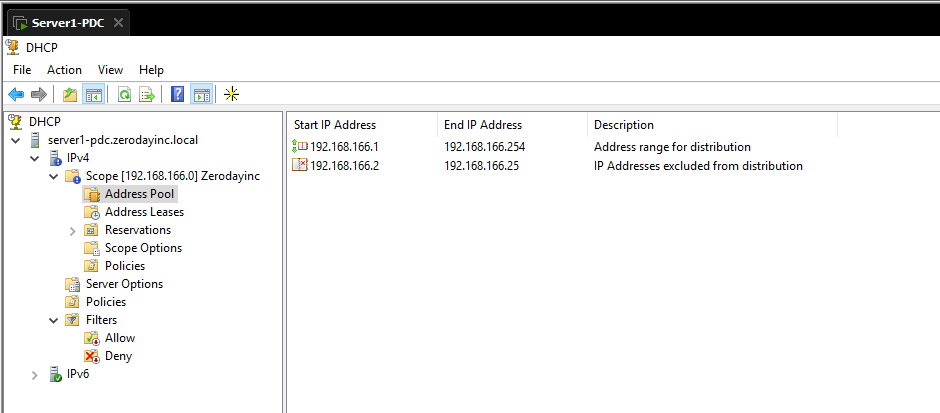 Server1-PDC
DHCP
File Action View Help
DHCP
server1-pdc.zerodayinc.local
IPv4
Scope [192.168.166.0] Zerodayinc
Address Pool
Address Leases
Reservations
Scope Options
Policies
Server Options
Policies
Filters
Allow
Deny
IPv6
Start IP Address End IP Address Description
192.168.166.1 192.168.166.254 Address range for distribution
192.168.166.2 192.168.166.25 IP Addresses excluded from distribution